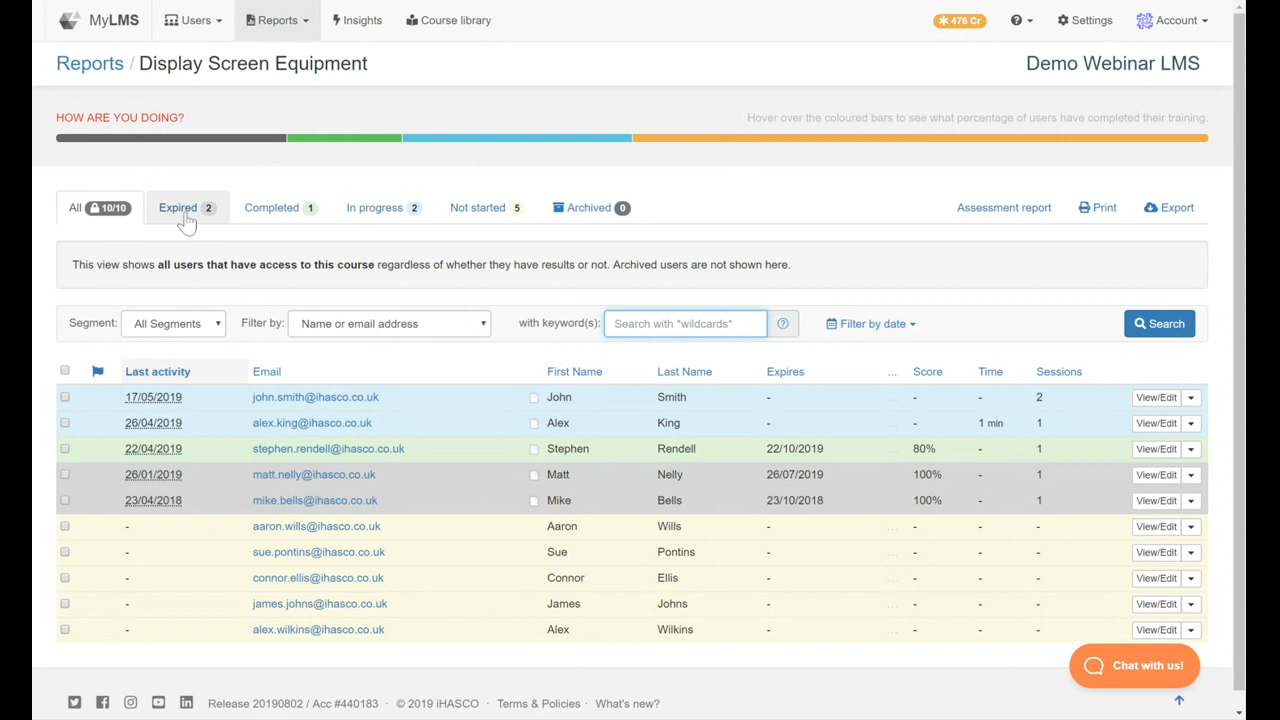 MyLMS Users Reports Insights Course library 476 Cr Settings Account
Reports / Display Screen Equipment Demo Webinar LMS
HOW ARE YOU DOING? Hover over the coloured bars to see what percentage of users have completed their training.
All 10/10 Expired 2 Completed 1 In progress 2 Not started 5 Archived 0 Assessment report Print Export
This view shows all users that have access to this course regardless of whether they have results or not. Archived users are not shown here.
Segment: All Segments Filter by: Name or email address with keyword(s): Search with *wildcards* Filter by date Search
Last activity Email First Name Last Name Expires ... Score Time Sessions
17/05/2019 john.smith@ihasco.co.uk John Smith - ... - - 2 View/Edit
26/04/2019 alex.king@ihasco.co.uk Alex King - ... - 1 min 1 View/Edit
22/04/2019 stephen.rendell@ihasco.co.uk Stephen Rendell 22/10/2019 ... 80% - 1 View/Edit
26/01/2019 matt.nelly@ihasco.co.uk Matt Nelly 26/07/2019 ... 100% - 1 View/Edit
23/04/2018 mike.bells@ihasco.co.uk Mike Bells 23/10/2018 ... 100% - 1 View/Edit
- aaron.wills@ihasco.co.uk Aaron Wills - ... - - - View/Edit
- sue.pontins@ihasco.co.uk Sue Pontins - ... - - - View/Edit
- connor.ellis@ihasco.co.uk Connor Ellis - ... - - - View/Edit
- james.johns@ihasco.co.uk James Johns - ... - - - View/Edit
- alex.wilkins@ihasco.co.uk Alex Wilkins - ... - - - View/Edit
Chat with us!
Release 20190802 / Acc #440183 · © 2019 iHASCO · Terms & Policies · What's new?